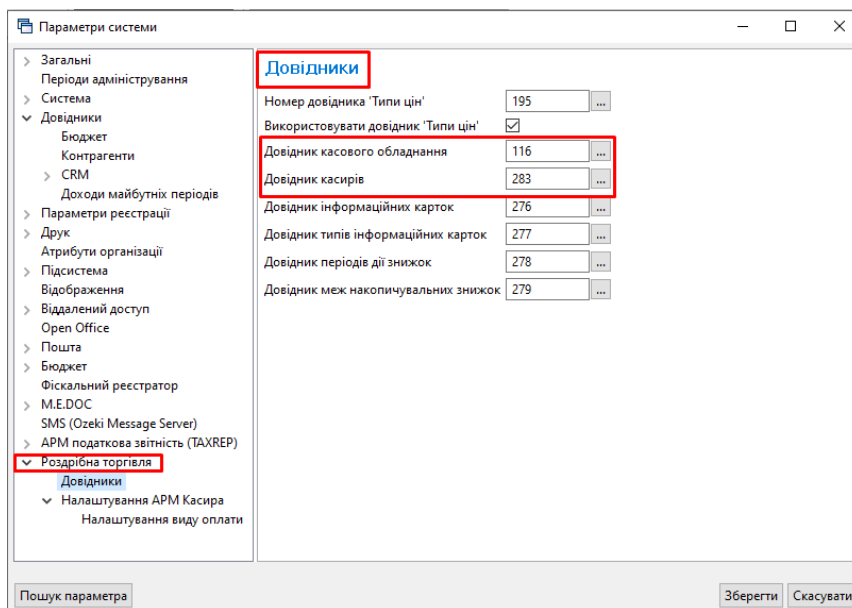 Параметри системи
Загальні
Періоди адміністрування
Система
Довідники
Бюджет
Контрагенти
CRM
Доходи майбутніх періодів
Параметри реєстрації
Друк
Атрибути організації
Підсистема
Відображення
Віддалений доступ
Open Office
Пошта
Бюджет
Фіскальний реєстратор
M.E.DOC
SMS (Ozeki Message Server)
АРМ податкова звітність (TAXREP)
Роздрібна торгівля
Довідники
Налаштування АРМ Касира
Налаштування виду оплати
Довідники
Номер довідника 'Типи цін' 195 ...
Використовувати довідник 'Типи цін'
Довідник касового обладнання 116 ...
Довідник касирів 283 ...
Довідник інформаційних карток 276 ...
Довідник типів інформаційних карток 277 ...
Довідник періодів дії знижок 278 ...
Довідник меж накопичувальних знижок 279 ...
Пошук параметра
Зберегти Скасувати